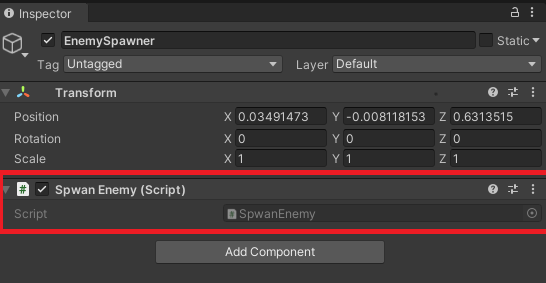 Inspector
EnemySpawner Static
Tag Untagged Layer Default
Transform
Position X 0.03491473 Y -0.008118153 Z 0.6313515
Rotation X 0 Y 0 Z 0
Scale X 1 Y 1 Z 1
# Spwan Enemy (Script)
Script # SpwanEnemy
Add Component